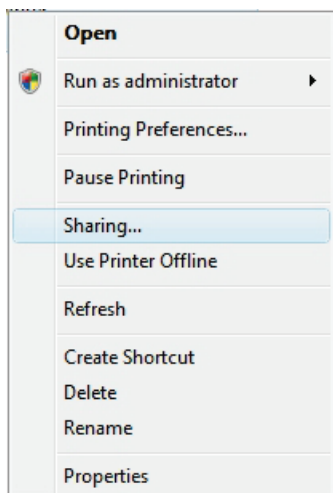 Open
Run as administrator
Printing Preferences...
Pause Printing
Sharing...
Use Printer Offline
Refresh
Create Shortcut
Delete
Rename
Properties